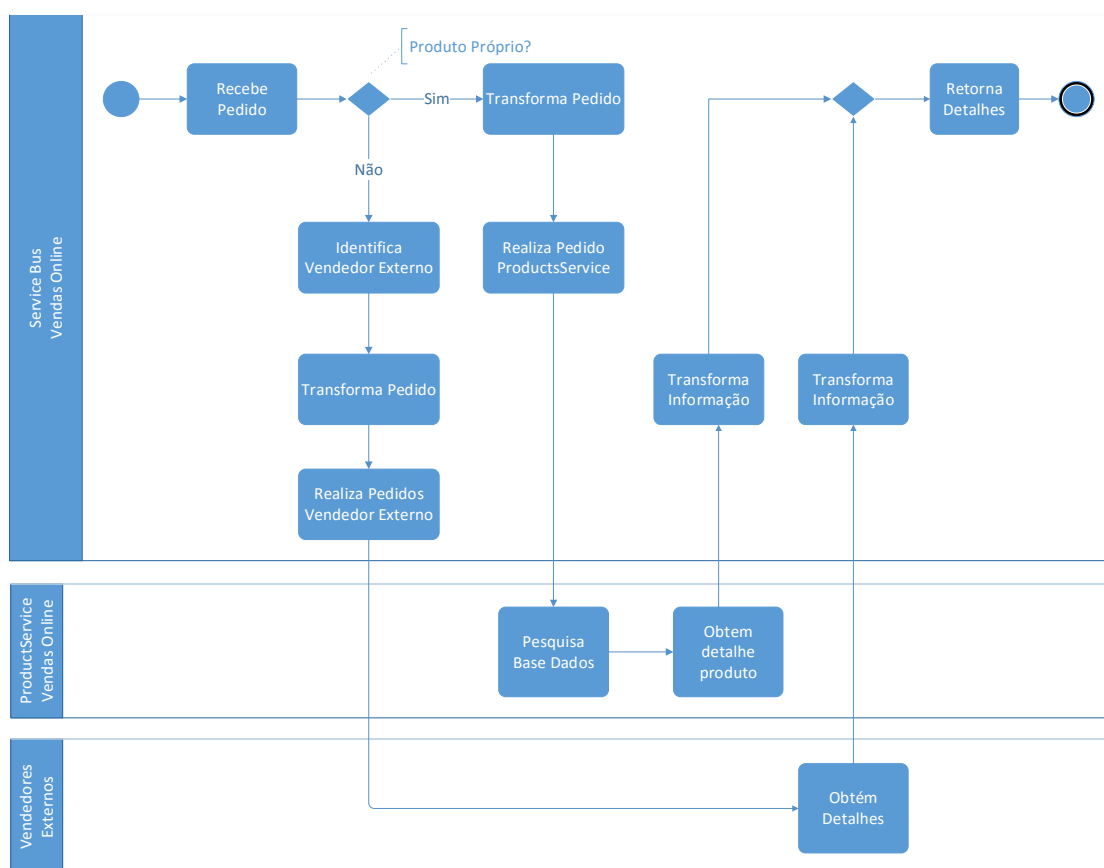 Produto Próprio?
Recebe
Pedido
Sim
Transforma Pedido
Retorna
Detalhes
Não
Service Bus
Vendas Online
Identifica
Vendedor Externo
Realiza Pedido
ProductsService
Transforma Pedido
Transforma
Informação
Transforma
Informação
Realiza Pedidos
Vendedor Externo
ProductService
Vendas Online
Pesquisa
Base Dados
Obtem
detalhe
produto
Vendedores
Externos
Obtém
Detalhes